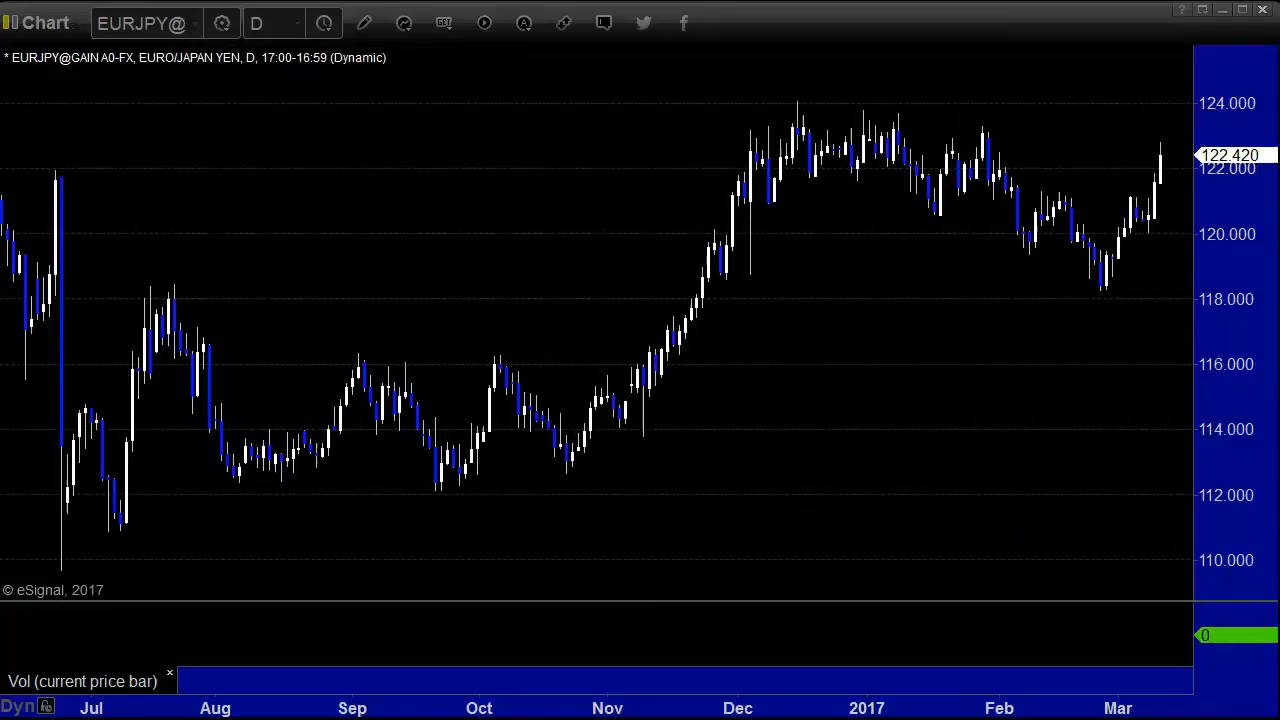 Chart EURJPY@ D GET A
* EURJPY@GAIN A0-FX, EURO/JAPAN YEN, D, 17:00-16:59 (Dynamic)
124.000
122.420
122.000
120.000
118.000
116.000
114.000
112.000
110.000
© eSignal, 2017
0
Vol (current price bar) ×
Dyn Jul Aug Sep Oct Nov Dec 2017 Feb Mar